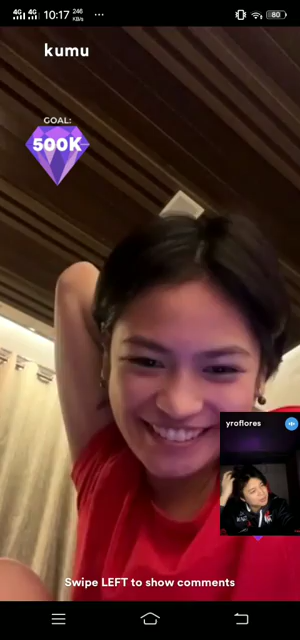 4G 4G 10:17 246 KB/s ... 80
kumu
GOAL:
500K
yroflores
Swipe LEFT to show comments